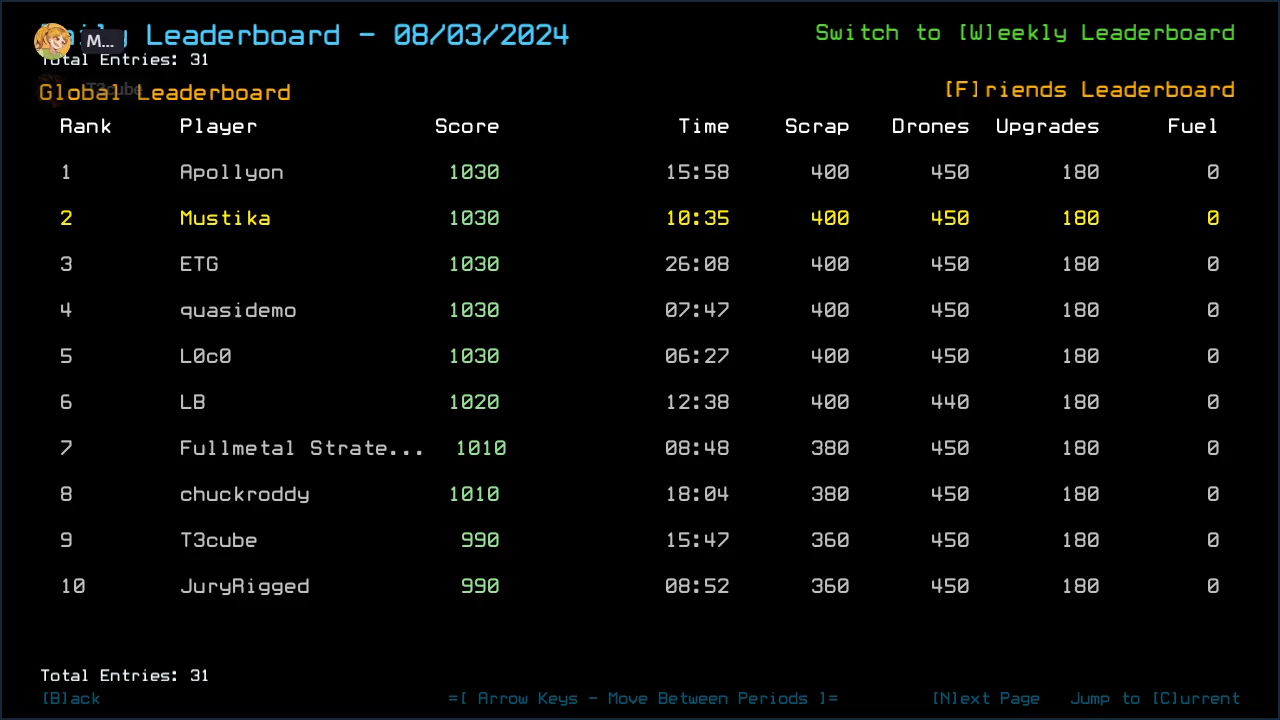 Daily Leaderboard - 08/03/2024
Switch to [W]eekly Leaderboard
M...
Total Entries: 31
T3cube
Global Leaderboard
[F]riends Leaderboard
Rank Player Score Time Scrap Drones Upgrades Fuel
1 Apollyon 1030 15:58 400 450 180 0
2 Mustika 1030 10:35 400 450 180 0
3 ETG 1030 26:08 400 450 180 0
4 quasidemo 1030 07:47 400 450 180 0
5 L0c0 1030 06:27 400 450 180 0
6 LB 1020 12:38 400 440 180 0
7 Fullmetal Strate... 1010 08:48 380 450 180 0
8 chuckroddy 1010 18:04 380 450 180 0
9 T3cube 990 15:47 360 450 180 0
10 JuryRigged 990 08:52 360 450 180 0
Total Entries: 31
[B]ack =[ Arrow Keys - Move Between Periods ]= [N]ext Page Jump to [C]urrent